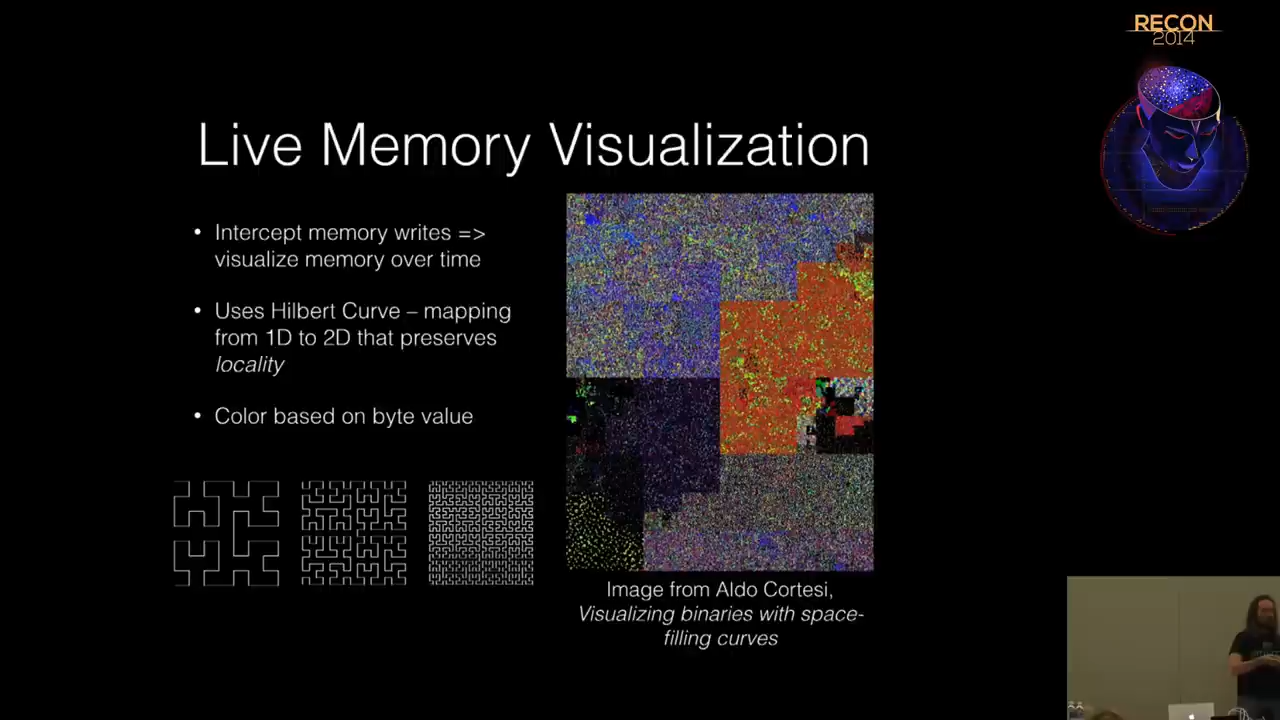 RECON
2014
Live Memory Visualization
• Intercept memory writes =>
visualize memory over time
• Uses Hilbert Curve – mapping
from 1D to 2D that preserves
locality
• Color based on byte value
Image from Aldo Cortesi,
Visualizing binaries with space-
filling curves